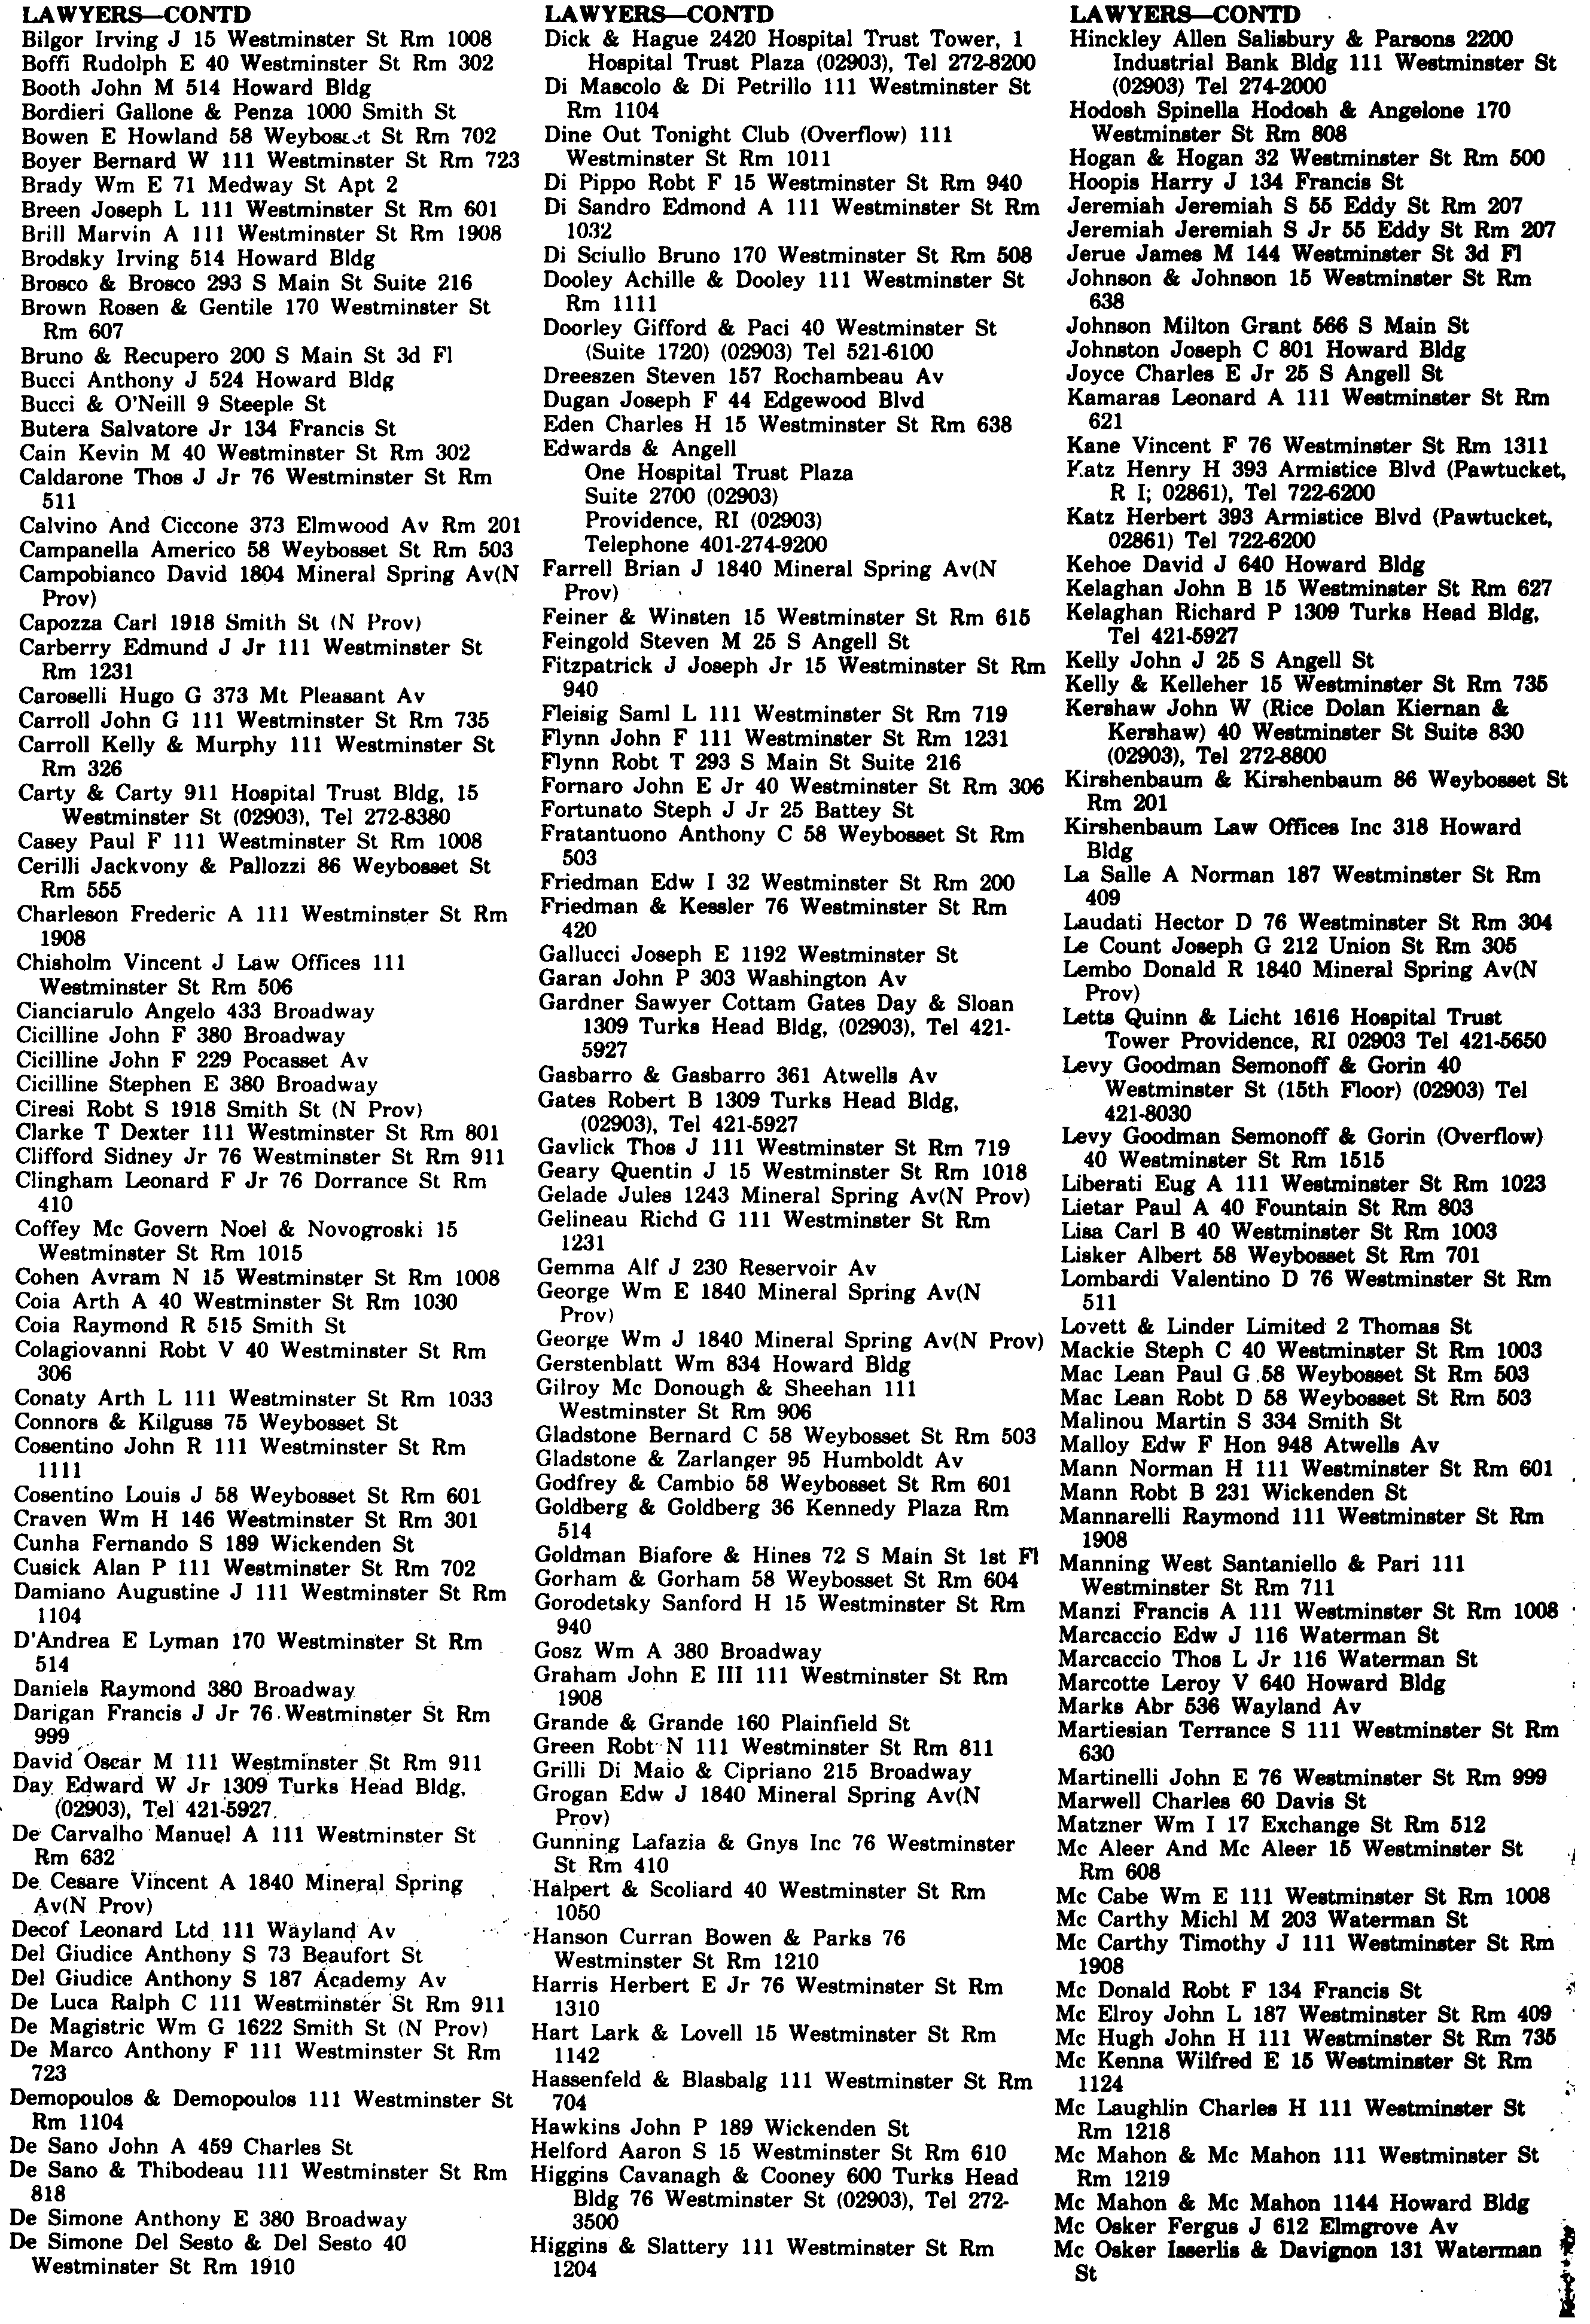 LAWYERS—CONTD
Bilgor Irving J 15 Westminster St Rm 1008
Boffi Rudolph E 40 Westminster St Rm 302
Booth John M 514 Howard Bldg
Bordieri Gallone & Penza 1000 Smith St
Bowen E Howland 58 Weybosset St Rm 702
Boyer Bernard W 111 Westminster St Rm 723
Brady Wm E 71 Medway St Apt 2
Breen Joseph L 111 Westminster St Rm 601
Brill Marvin A 111 Westminster St Rm 1908
Brodsky Irving 514 Howard Bldg
Brosco & Brosco 293 S Main St Suite 216
Brown Rosen & Gentile 170 Westminster St
Rm 607
Bruno & Recupero 200 S Main St 3d Fl
Bucci Anthony J 524 Howard Bldg
Bucci & O'Neill 9 Steeple St
Butera Salvatore Jr 134 Francis St
Cain Kevin M 40 Westminster St Rm 302
Caldarone Thos J Jr 76 Westminster St Rm
511
Calvino And Ciccone 373 Elmwood Av Rm 201
Campanella Americo 58 Weybosset St Rm 503
Campobianco David 1804 Mineral Spring Av(N
Prov)
Capozza Carl 1918 Smith St (N Prov)
Carberry Edmund J Jr 111 Westminster St
Rm 1231
Caroselli Hugo G 373 Mt Pleasant Av
Carroll John G 111 Westminster St Rm 735
Carroll Kelly & Murphy 111 Westminster St
Rm 326
Carty & Carty 911 Hospital Trust Bldg, 15
Westminster St (02903), Tel 272-8380
Casey Paul F 111 Westminster St Rm 1008
Cerilli Jackvony & Pallozzi 86 Weybosset St
Rm 555
Charleson Frederic A 111 Westminster St Rm
1908
Chisholm Vincent J Law Offices 111
Westminster St Rm 506
Cianciarulo Angelo 433 Broadway
Cicilline John F 380 Broadway
Cicilline John F 229 Pocasset Av
Cicilline Stephen E 380 Broadway
Ciresi Robt S 1918 Smith St (N Prov)
Clarke T Dexter 111 Westminster St Rm 801
Clifford Sidney Jr 76 Westminster St Rm 911
Clingham Leonard F Jr 76 Dorrance St Rm
410
Coffey Mc Govern Noel & Novogroski 15
Westminster St Rm 1015
Cohen Avram N 15 Westminster St Rm 1008
Coia Arth A 40 Westminster St Rm 1030
Coia Raymond R 515 Smith St
Colagiovanni Robt V 40 Westminster St Rm
306
Conaty Arth L 111 Westminster St Rm 1033
Connors & Kilguss 75 Weybosset St
Cosentino John R 111 Westminster St Rm
1111
Cosentino Louis J 58 Weybosset St Rm 601
Craven Wm H 146 Westminster St Rm 301
Cunha Fernando S 189 Wickenden St
Cusick Alan P 111 Westminster St Rm 702
Damiano Augustine J 111 Westminster St Rm
1104
D'Andrea E Lyman 170 Westminster St Rm
514
Daniels Raymond 380 Broadway
Darigan Francis J Jr 76 Westminster St Rm
999
David Oscar M 111 Westminster St Rm 911
Day Edward W Jr 1309 Turks Head Bldg,
(02903), Tel 421-5927
De Carvalho Manuel A 111 Westminster St
Rm 632
De Cesare Vincent A 1840 Mineral Spring
Av(N Prov)
Decof Leonard Ltd 111 Wayland Av
Del Giudice Anthony S 73 Beaufort St
Del Giudice Anthony S 187 Academy Av
De Luca Ralph C 111 Westminster St Rm 911
De Magistric Wm G 1622 Smith St (N Prov)
De Marco Anthony F 111 Westminster St Rm
723
Demopoulos & Demopoulos 111 Westminster St
Rm 1104
De Sano John A 459 Charles St
De Sano & Thibodeau 111 Westminster St Rm
818
De Simone Anthony E 380 Broadway
De Simone Del Sesto & Del Sesto 40
Westminster St Rm 1910
LAWYERS—CONTD
Dick & Hague 2420 Hospital Trust Tower, 1
Hospital Trust Plaza (02903), Tel 272-8200
Di Mascolo & Di Petrillo 111 Westminster St
Rm 1104
Dine Out Tonight Club (Overflow) 111
Westminster St Rm 1011
Di Pippo Robt F 15 Westminster St Rm 940
Di Sandro Edmond A 111 Westminster St Rm
1032
Di Sciullo Bruno 170 Westminster St Rm 508
Dooley Achille & Dooley 111 Westminster St
Rm 1111
Doorley Gifford & Paci 40 Westminster St
(Suite 1720) (02903) Tel 521-6100
Dreeszen Steven 157 Rochambeau Av
Dugan Joseph F 44 Edgewood Blvd
Eden Charles H 15 Westminster St Rm 638
Edwards & Angell
One Hospital Trust Plaza
Suite 2700 (02903)
Providence, RI (02903)
Telephone 401-274-9200
Farrell Brian J 1840 Mineral Spring Av(N
Prov)
Feiner & Winsten 15 Westminster St Rm 615
Feingold Steven M 25 S Angell St
Fitzpatrick J Joseph Jr 15 Westminster St Rm
940
Fleisig Saml L 111 Westminster St Rm 719
Flynn John F 111 Westminster St Rm 1231
Flynn Robt T 293 S Main St Suite 216
Fornaro John E Jr 40 Westminster St Rm 306
Fortunato Steph J Jr 25 Battey St
Fratantuono Anthony C 58 Weybosset St Rm
503
Friedman Edw I 32 Westminster St Rm 200
Friedman & Kessler 76 Westminster St Rm
420
Gallucci Joseph E 1192 Westminster St
Garan John P 303 Washington Av
Gardner Sawyer Cottam Gates Day & Sloan
1309 Turks Head Bldg, (02903), Tel 421-
5927
Gasbarro & Gasbarro 361 Atwells Av
Gates Robert B 1309 Turks Head Bldg,
(02903), Tel 421-5927
Gavlick Thos J 111 Westminster St Rm 719
Geary Quentin J 15 Westminster St Rm 1018
Gelade Jules 1243 Mineral Spring Av(N Prov)
Gelineau Richd G 111 Westminster St Rm
1231
Gemma Alf J 230 Reservoir Av
George Wm E 1840 Mineral Spring Av(N
Prov)
George Wm J 1840 Mineral Spring Av(N Prov)
Gerstenblatt Wm 834 Howard Bldg
Gilroy Mc Donough & Sheehan 111
Westminster St Rm 906
Gladstone Bernard C 58 Weybosset St Rm 503
Gladstone & Zarlanger 95 Humboldt Av
Godfrey & Cambio 58 Weybosset St Rm 601
Goldberg & Goldberg 36 Kennedy Plaza Rm
514
Goldman Biafore & Hines 72 S Main St 1st Fl
Gorham & Gorham 58 Weybosset St Rm 604
Gorodetsky Sanford H 15 Westminster St Rm
940
Gosz Wm A 380 Broadway
Graham John E III 111 Westminster St Rm
1908
Grande & Grande 160 Plainfield St
Green Robt N 111 Westminster St Rm 811
Grilli Di Maio & Cipriano 215 Broadway
Grogan Edw J 1840 Mineral Spring Av(N
Prov)
Gunning Lafazia & Gnys Inc 76 Westminster
St Rm 410
Halpert & Scoliard 40 Westminster St Rm
1050
Hanson Curran Bowen & Parks 76
Westminster St Rm 1210
Harris Herbert E Jr 76 Westminster St Rm
1310
Hart Lark & Lovell 15 Westminster St Rm
1142
Hassenfeld & Blasbalg 111 Westminster St Rm
704
Hawkins John P 189 Wickenden St
Helford Aaron S 15 Westminster St Rm 610
Higgins Cavanagh & Cooney 600 Turks Head
Bldg 76 Westminster St (02903), Tel 272-
3500
Higgins & Slattery 111 Westminster St Rm
1204
LAWYERS—CONTD
Hinckley Allen Salisbury & Parsons 2200
Industrial Bank Bldg 111 Westminster St
(02903) Tel 274-2000
Hodosh Spinella Hodosh & Angelone 170
Westminster St Rm 808
Hogan & Hogan 32 Westminster St Rm 500
Hoopis Harry J 134 Francis St
Jeremiah Jeremiah S 55 Eddy St Rm 207
Jeremiah Jeremiah S Jr 55 Eddy St Rm 207
Jerue James M 144 Westminster St 3d Fl
Johnson & Johnson 15 Westminster St Rm
638
Johnson Milton Grant 566 S Main St
Johnston Joseph C 801 Howard Bldg
Joyce Charles E Jr 25 S Angell St
Kamaras Leonard A 111 Westminster St Rm
621
Kane Vincent F 76 Westminster St Rm 1311
Katz Henry H 393 Armistice Blvd (Pawtucket,
R I; 02861), Tel 722-6200
Katz Herbert 393 Armistice Blvd (Pawtucket,
02861) Tel 722-6200
Kehoe David J 640 Howard Bldg
Kelaghan John B 15 Westminster St Rm 627
Kelaghan Richard P 1309 Turks Head Bldg,
Tel 421-5927
Kelly John J 25 S Angell St
Kelly & Kelleher 15 Westminster St Rm 735
Kershaw John W (Rice Dolan Kiernan &
Kershaw) 40 Westminster St Suite 830
(02903), Tel 272-8800
Kirshenbaum & Kirshenbaum 86 Weybosset St
Rm 201
Kirshenbaum Law Offices Inc 318 Howard
Bldg
La Salle A Norman 187 Westminster St Rm
409
Laudati Hector D 76 Westminster St Rm 304
Le Count Joseph G 212 Union St Rm 305
Lembo Donald R 1840 Mineral Spring Av(N
Prov)
Letts Quinn & Licht 1616 Hospital Trust
Tower Providence, RI 02903 Tel 421-5650
Levy Goodman Semonoff & Gorin 40
Westminster St (15th Floor) (02903) Tel
421-8030
Levy Goodman Semonoff & Gorin (Overflow)
40 Westminster St Rm 1515
Liberati Eug A 111 Westminster St Rm 1023
Lietar Paul A 40 Fountain St Rm 803
Lisa Carl B 40 Westminster St Rm 1003
Lisker Albert 58 Weybosset St Rm 701
Lombardi Valentino D 76 Westminster St Rm
511
Lovett & Linder Limited 2 Thomas St
Mackie Steph C 40 Westminster St Rm 1003
Mac Lean Paul G 58 Weybosset St Rm 503
Mac Lean Robt D 58 Weybosset St Rm 503
Malinou Martin S 334 Smith St
Malloy Edw F Hon 948 Atwells Av
Mann Norman H 111 Westminster St Rm 601
Mann Robt B 231 Wickenden St
Mannarelli Raymond 111 Westminster St Rm
1908
Manning West Santaniello & Pari 111
Westminster St Rm 711
Manzi Francis A 111 Westminster St Rm 1008
Marcaccio Edw J 116 Waterman St
Marcaccio Thos L Jr 116 Waterman St
Marcotte Leroy V 640 Howard Bldg
Marks Abr 536 Wayland Av
Martiesian Terrance S 111 Westminster St Rm
630
Martinelli John E 76 Westminster St Rm 999
Marwell Charles 60 Davis St
Matzner Wm I 17 Exchange St Rm 512
Mc Aleer And Mc Aleer 15 Westminster St
Rm 608
Mc Cabe Wm E 111 Westminster St Rm 1008
Mc Carthy Michl M 203 Waterman St
Mc Carthy Timothy J 111 Westminster St Rm
1908
Mc Donald Robt F 134 Francis St
Mc Elroy John L 187 Westminster St Rm 409
Mc Hugh John H 111 Westminster St Rm 735
Mc Kenna Wilfred E 15 Westminster St Rm
1124
Mc Laughlin Charles H 111 Westminster St
Rm 1218
Mc Mahon & Mc Mahon 111 Westminster St
Rm 1219
Mc Mahon & Mc Mahon 1144 Howard Bldg
Mc Osker Fergus J 612 Elmgrove Av
Mc Osker Isserlis & Davignon 131 Waterman
St